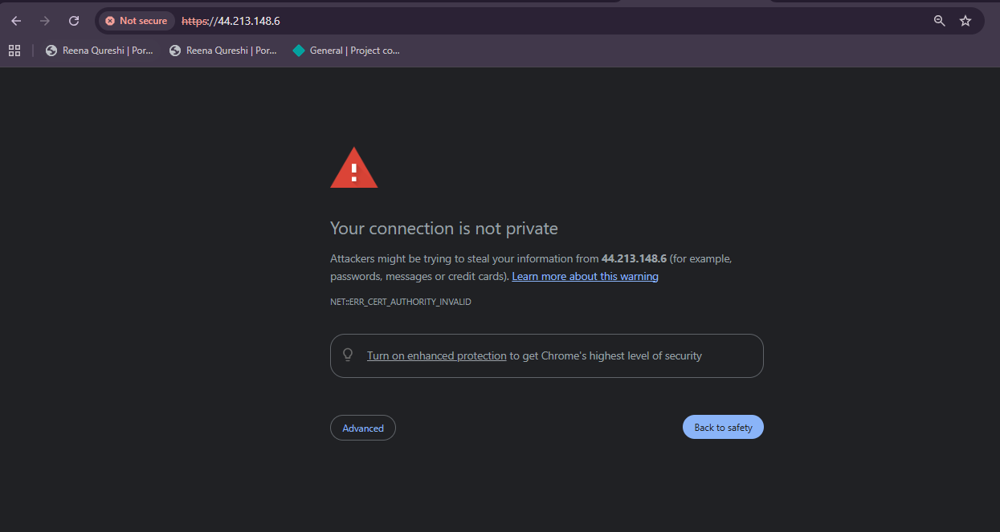 Not secure https://44.213.148.6
Reena Qureshi | Por... Reena Qureshi | Por... General | Project co...
Your connection is not private
Attackers might be trying to steal your information from 44.213.148.6 (for example,
passwords, messages or credit cards). Learn more about this warning
NET::ERR_CERT_AUTHORITY_INVALID
Turn on enhanced protection to get Chrome's highest level of security
Advanced Back to safety